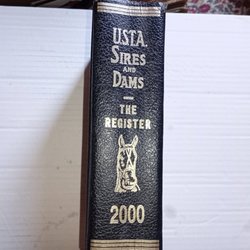 U.S.T.A.
SIRES
AND
DAMS
THE
REGISTER
2000